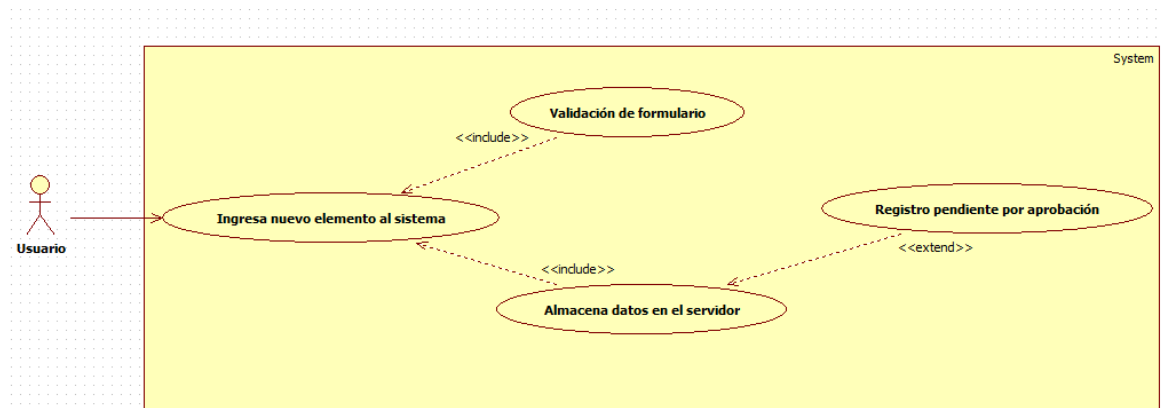 System
Validación de formulario
<<include>>
Ingresa nuevo elemento al sistema
Registro pendiente por aprobación
Usuario
<<extend>>
<<include>>
Almacena datos en el servidor